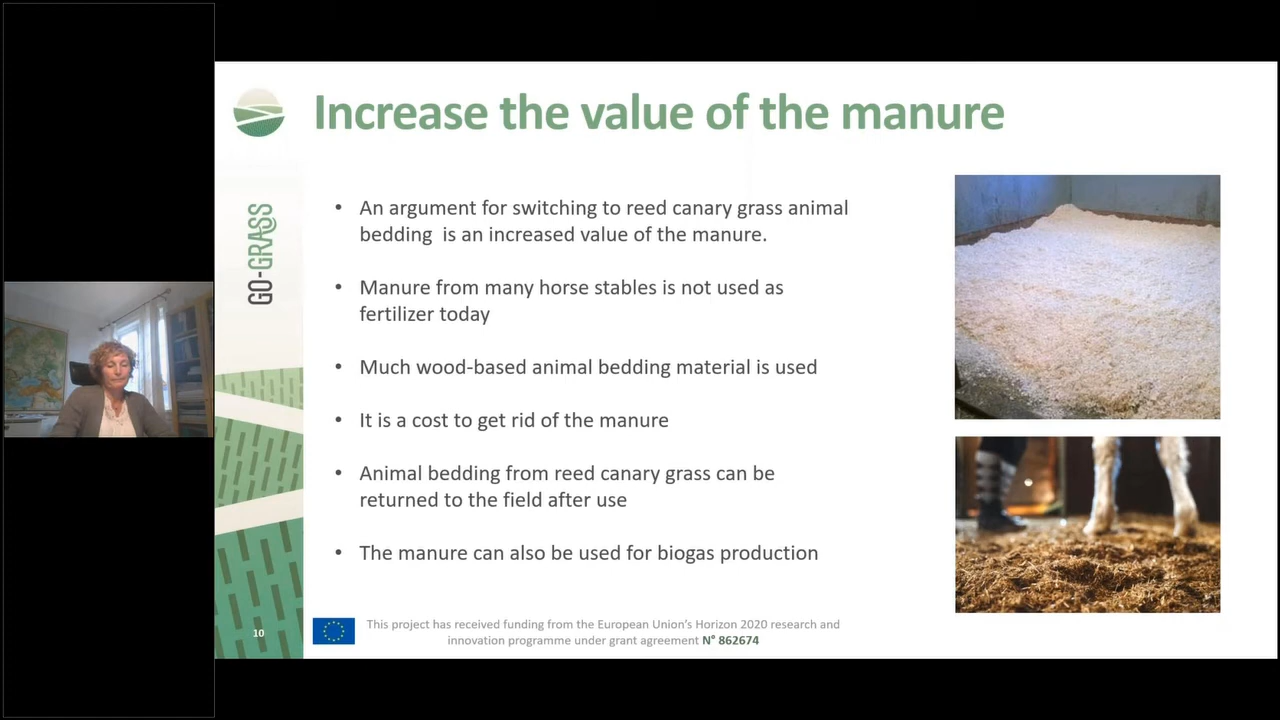 Increase the value of the manure
GO-GRASS
• An argument for switching to reed canary grass animal
bedding is an increased value of the manure.
• Manure from many horse stables is not used as
fertilizer today
• Much wood-based animal bedding material is used
• It is a cost to get rid of the manure
• Animal bedding from reed canary grass can be
returned to the field after use
• The manure can also be used for biogas production
10
This project has received funding from the European Union's Horizon 2020 research and
innovation programme under grant agreement N° 862674